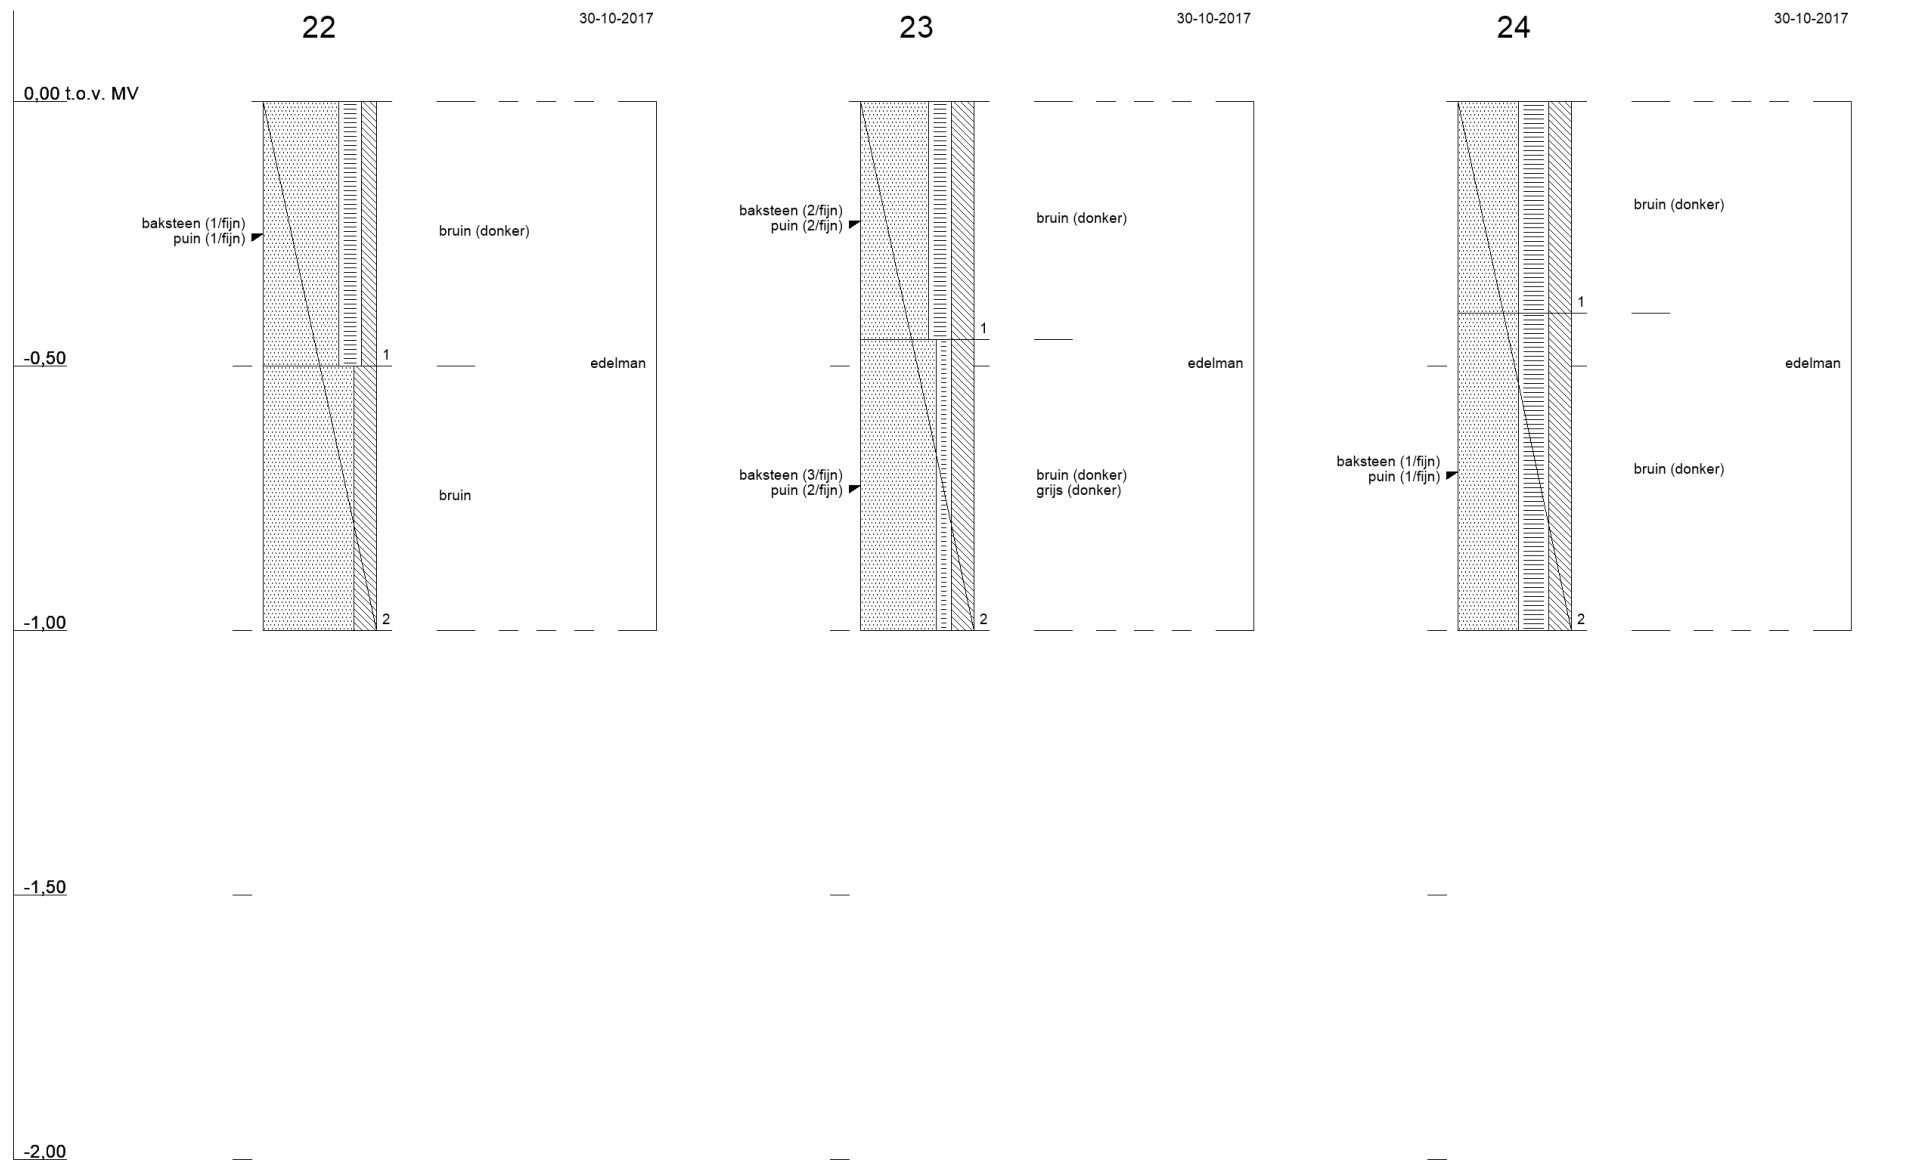 22
30-10-2017
23
30-10-2017
24
30-10-2017
0,00 t.o.v. MV
-0,50
-1,00
-1,50
-2,00
baksteen (1/fijn)
puin (1/fijn)
bruin (donker)
1
edelman
bruin
2
baksteen (2/fijn)
puin (2/fijn)
bruin (donker)
1
edelman
baksteen (3/fijn)
puin (2/fijn)
bruin (donker)
grijs (donker)
2
bruin (donker)
1
edelman
baksteen (1/fijn)
puin (1/fijn)
bruin (donker)
2